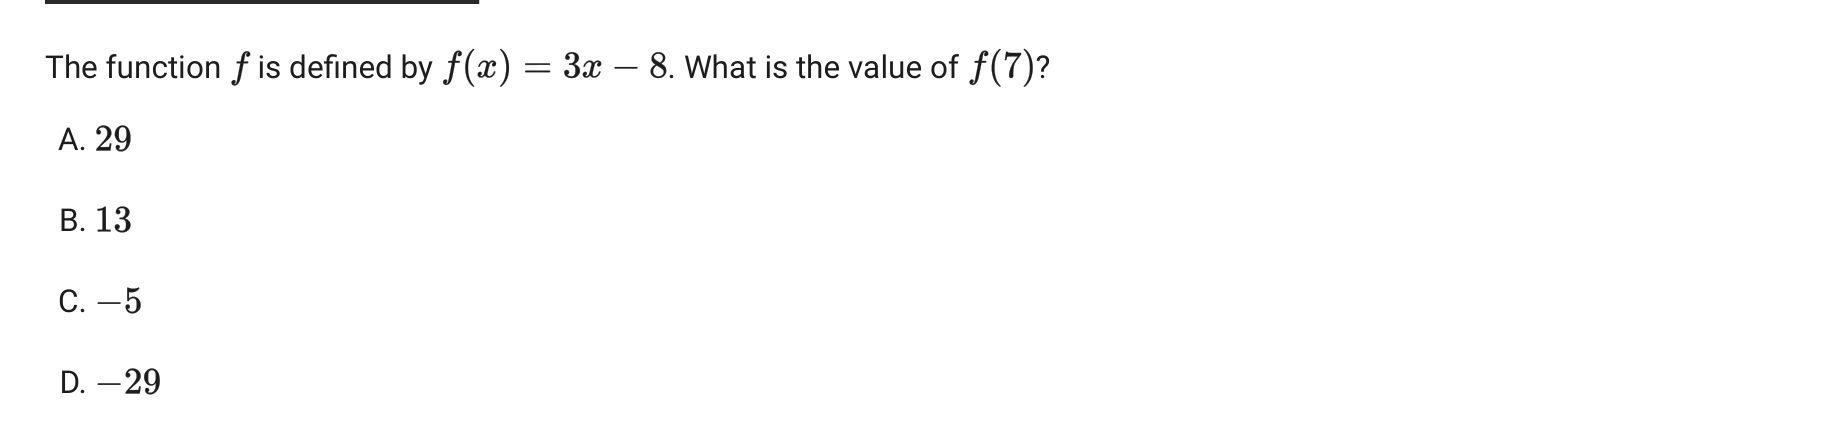 The function f is defined by f(x) = 3x − 8. What is the value of f(7)?
A. 29
B. 13
C. −5
D. −29